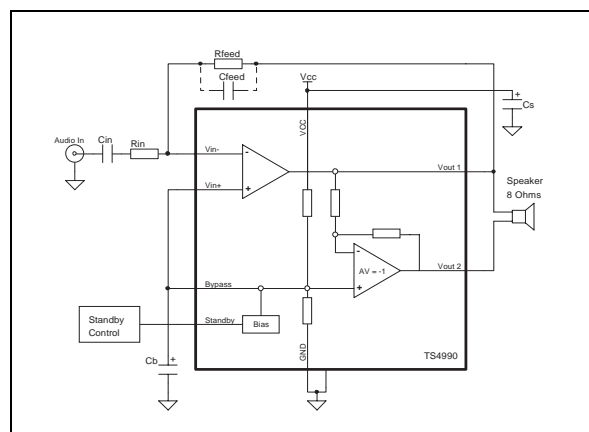 Rfeed
Cfeed
Vcc
+
Cs
Audio In
Cin
Rin
Vin-
-
VCC
Vout 1
Vin+
+
Speaker
8 Ohms
-
AV = -1
Vout 2
Bypass
+
Standby
Control
Standby
Bias
GND
TS4990
Cb
+